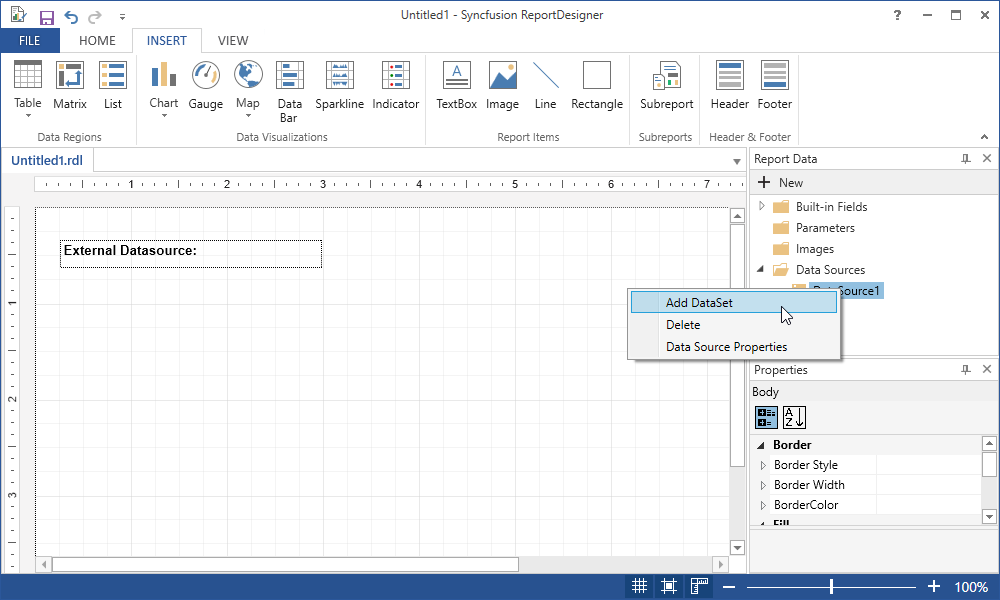 Untitled1 - Syncfusion ReportDesigner
?
FILE HOME INSERT VIEW
Table Matrix List Chart Gauge Map Data Bar Sparkline Indicator TextBox Image Line Rectangle Subreport Header Footer
Data Regions Data Visualizations Report Items Subreports Header & Footer
Untitled1.rdl
1 2 3 4 5 6 7
1
2
3
External Datasource:
Report Data
New
Built-in Fields
Parameters
Images
Data Sources
DataSource1
Add DataSet
Delete
Data Source Properties
Properties
Body
A
Z
Border
Border Style
Border Width
BorderColor
Fill
100%